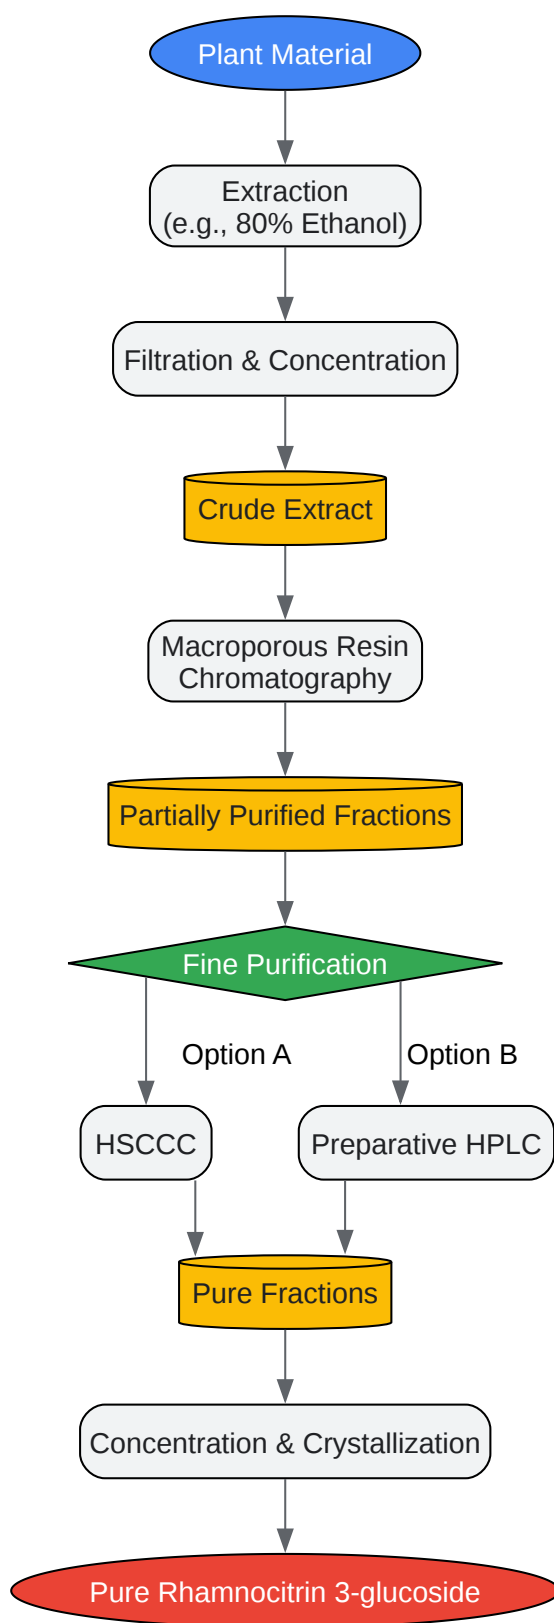 Plant Material
Extraction
(e.g., 80% Ethanol)
Filtration & Concentration
Crude Extract
Macroporous Resin
Chromatography
Partially Purified Fractions
Fine Purification
Option A
Option B
HSCCC
Preparative HPLC
Pure Fractions
Concentration & Crystallization
Pure Rhamnocitrin 3-glucoside